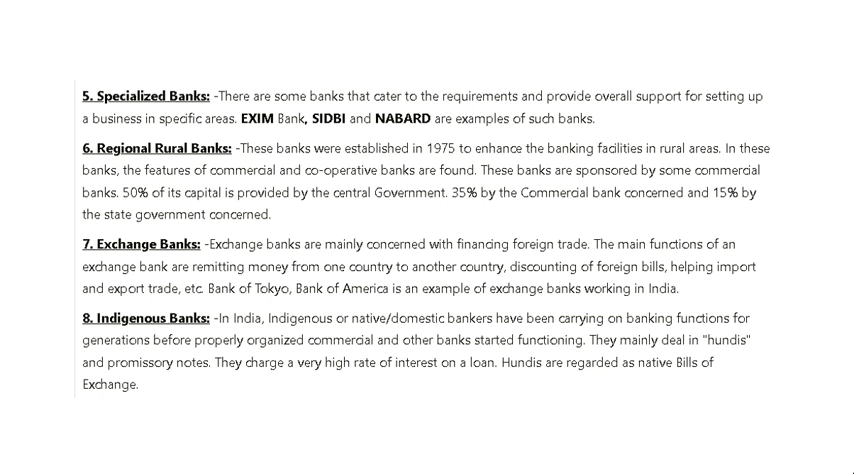 5. Specialized Banks: -There are some banks that cater to the requirements and provide overall support for setting up
a business in specific areas. EXIM Bank, SIDBI and NABARD are examples of such banks.
6. Regional Rural Banks: -These banks were established in 1975 to enhance the banking facilities in rural areas. In these
banks, the features of commercial and co-operative banks are found. These banks are sponsored by some commercial
banks. 50% of its capital is provided by the central Government. 35% by the Commercial bank concerned and 15% by
the state government concerned.
7. Exchange Banks: -Exchange banks are mainly concerned with financing foreign trade. The main functions of an
exchange bank are remitting money from one country to another country, discounting of foreign bills, helping import
and export trade, etc. Bank of Tokyo, Bank of America is an example of exchange banks working in India.
8. Indigenous Banks: -In India, Indigenous or native/domestic bankers have been carrying on banking functions for
generations before properly organized commercial and other banks started functioning. They mainly deal in "hundis"
and promissory notes. They charge a very high rate of interest on a loan. Hundis are regarded as native Bills of
Exchange.